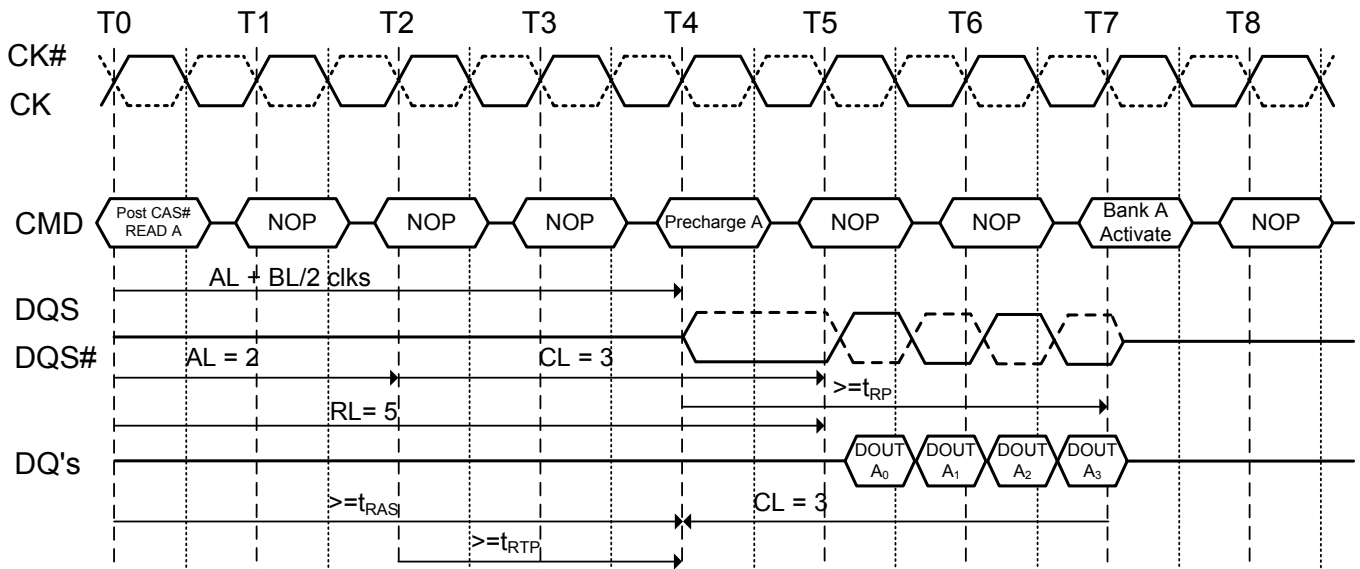 T0 T1 T2 T3 T4 T5 T6 T7 T8
CK#
CK
CMD Post CAS# READ A NOP NOP NOP Precharge A NOP NOP Bank A Activate NOP
AL + BL/2 clks
DQS
DQS#
AL = 2 CL = 3
>=tRP
RL= 5
DQ's DOUT A0 DOUT A1 DOUT A2 DOUT A3
>=tRAS CL = 3
>=tRTP